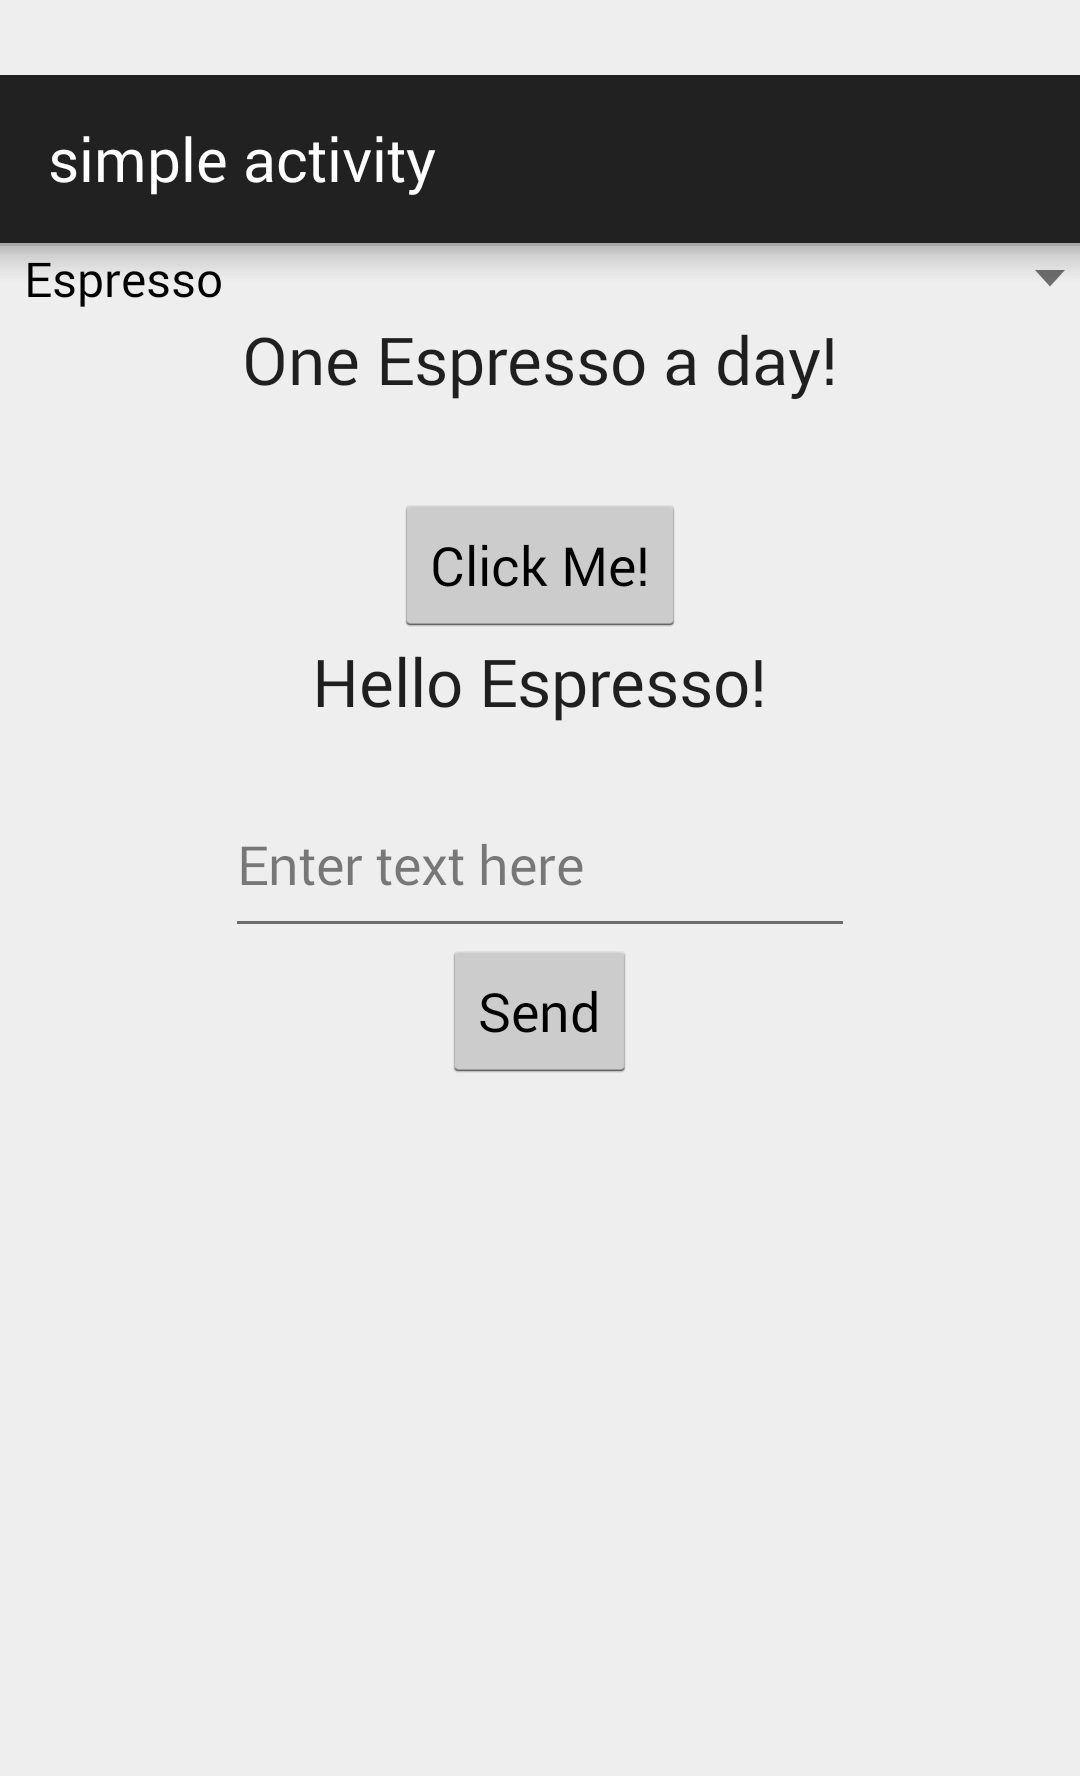 simple activity
Espresso
One Espresso a day!
Click Me!
Hello Espresso!
Enter text here
Send